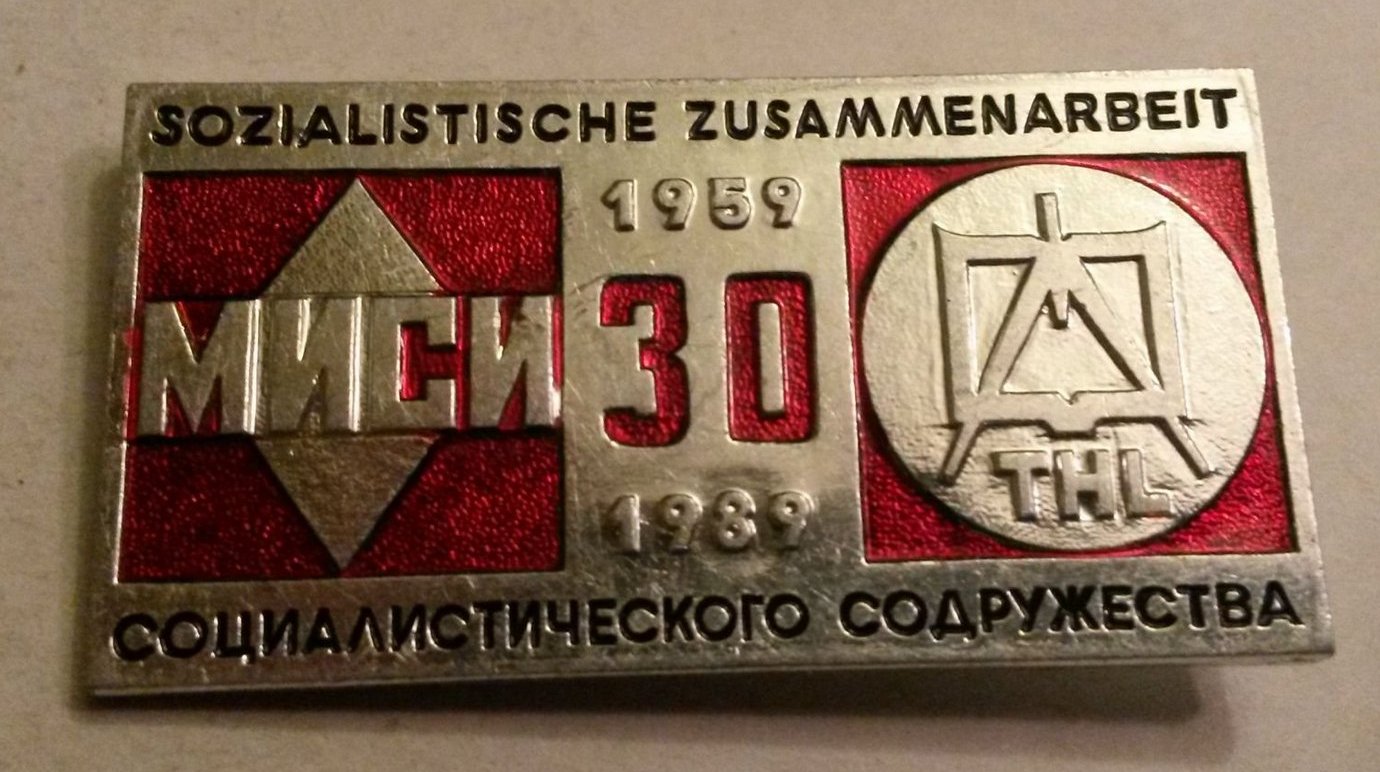 SOZIALISTISCHE ZUSAMMENARBEIT
1959
МИСИ
30
THL
1989
СОЦИАЛИСТИЧЕСКОГО СОДРУЖЕСТВА